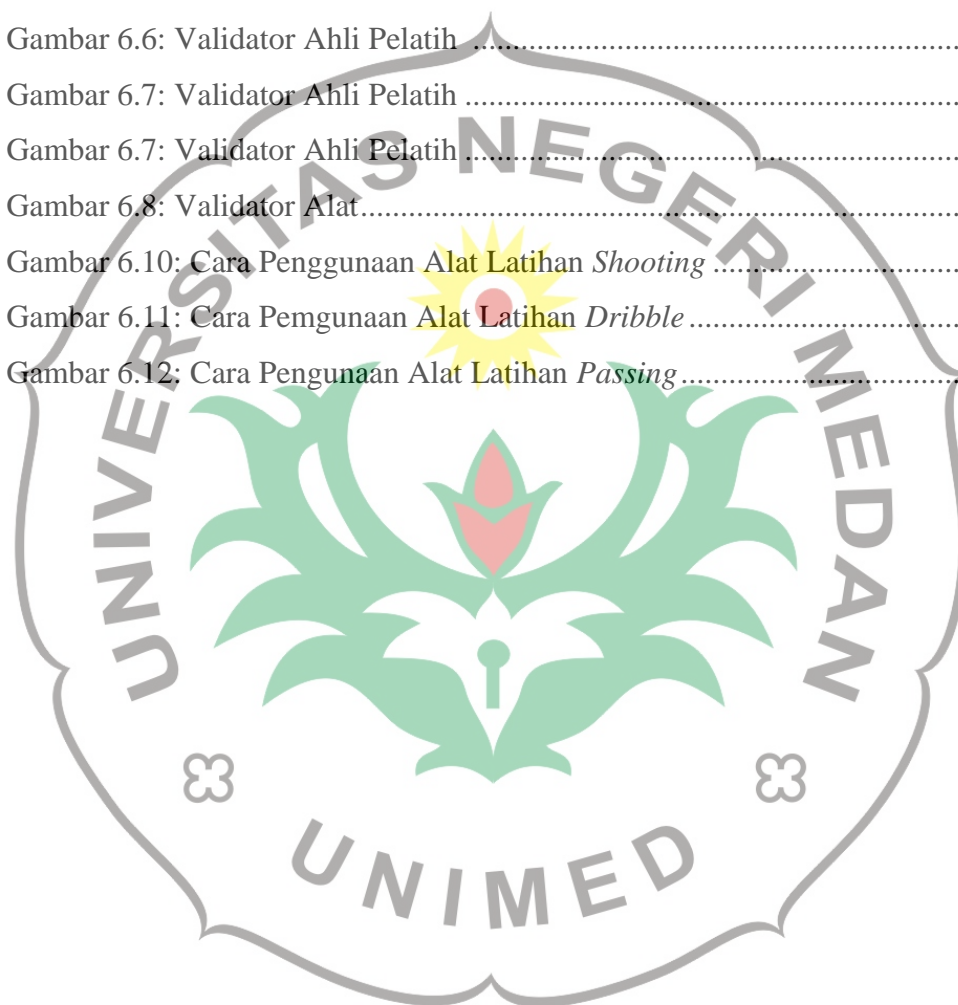 Gambar 6.6: Validator Ahli Pelatih ....................................................................
Gambar 6.7: Validator Ahli Pelatih .....................................................................
Gambar 6.7: Validator Ahli Pelatih .....................................................................
Gambar 6.8: Validator Alat...................................................................................
Gambar 6.10: Cara Penggunaan Alat Latihan Shooting ..................................
Gambar 6.11: Cara Pemgunaan Alat Latihan Dribble .....................................
Gambar 6.12: Cara Pengunaan Alat Latihan Passing ......................................
UNIVERSITAS NEGERI MEDAN
UNIMED